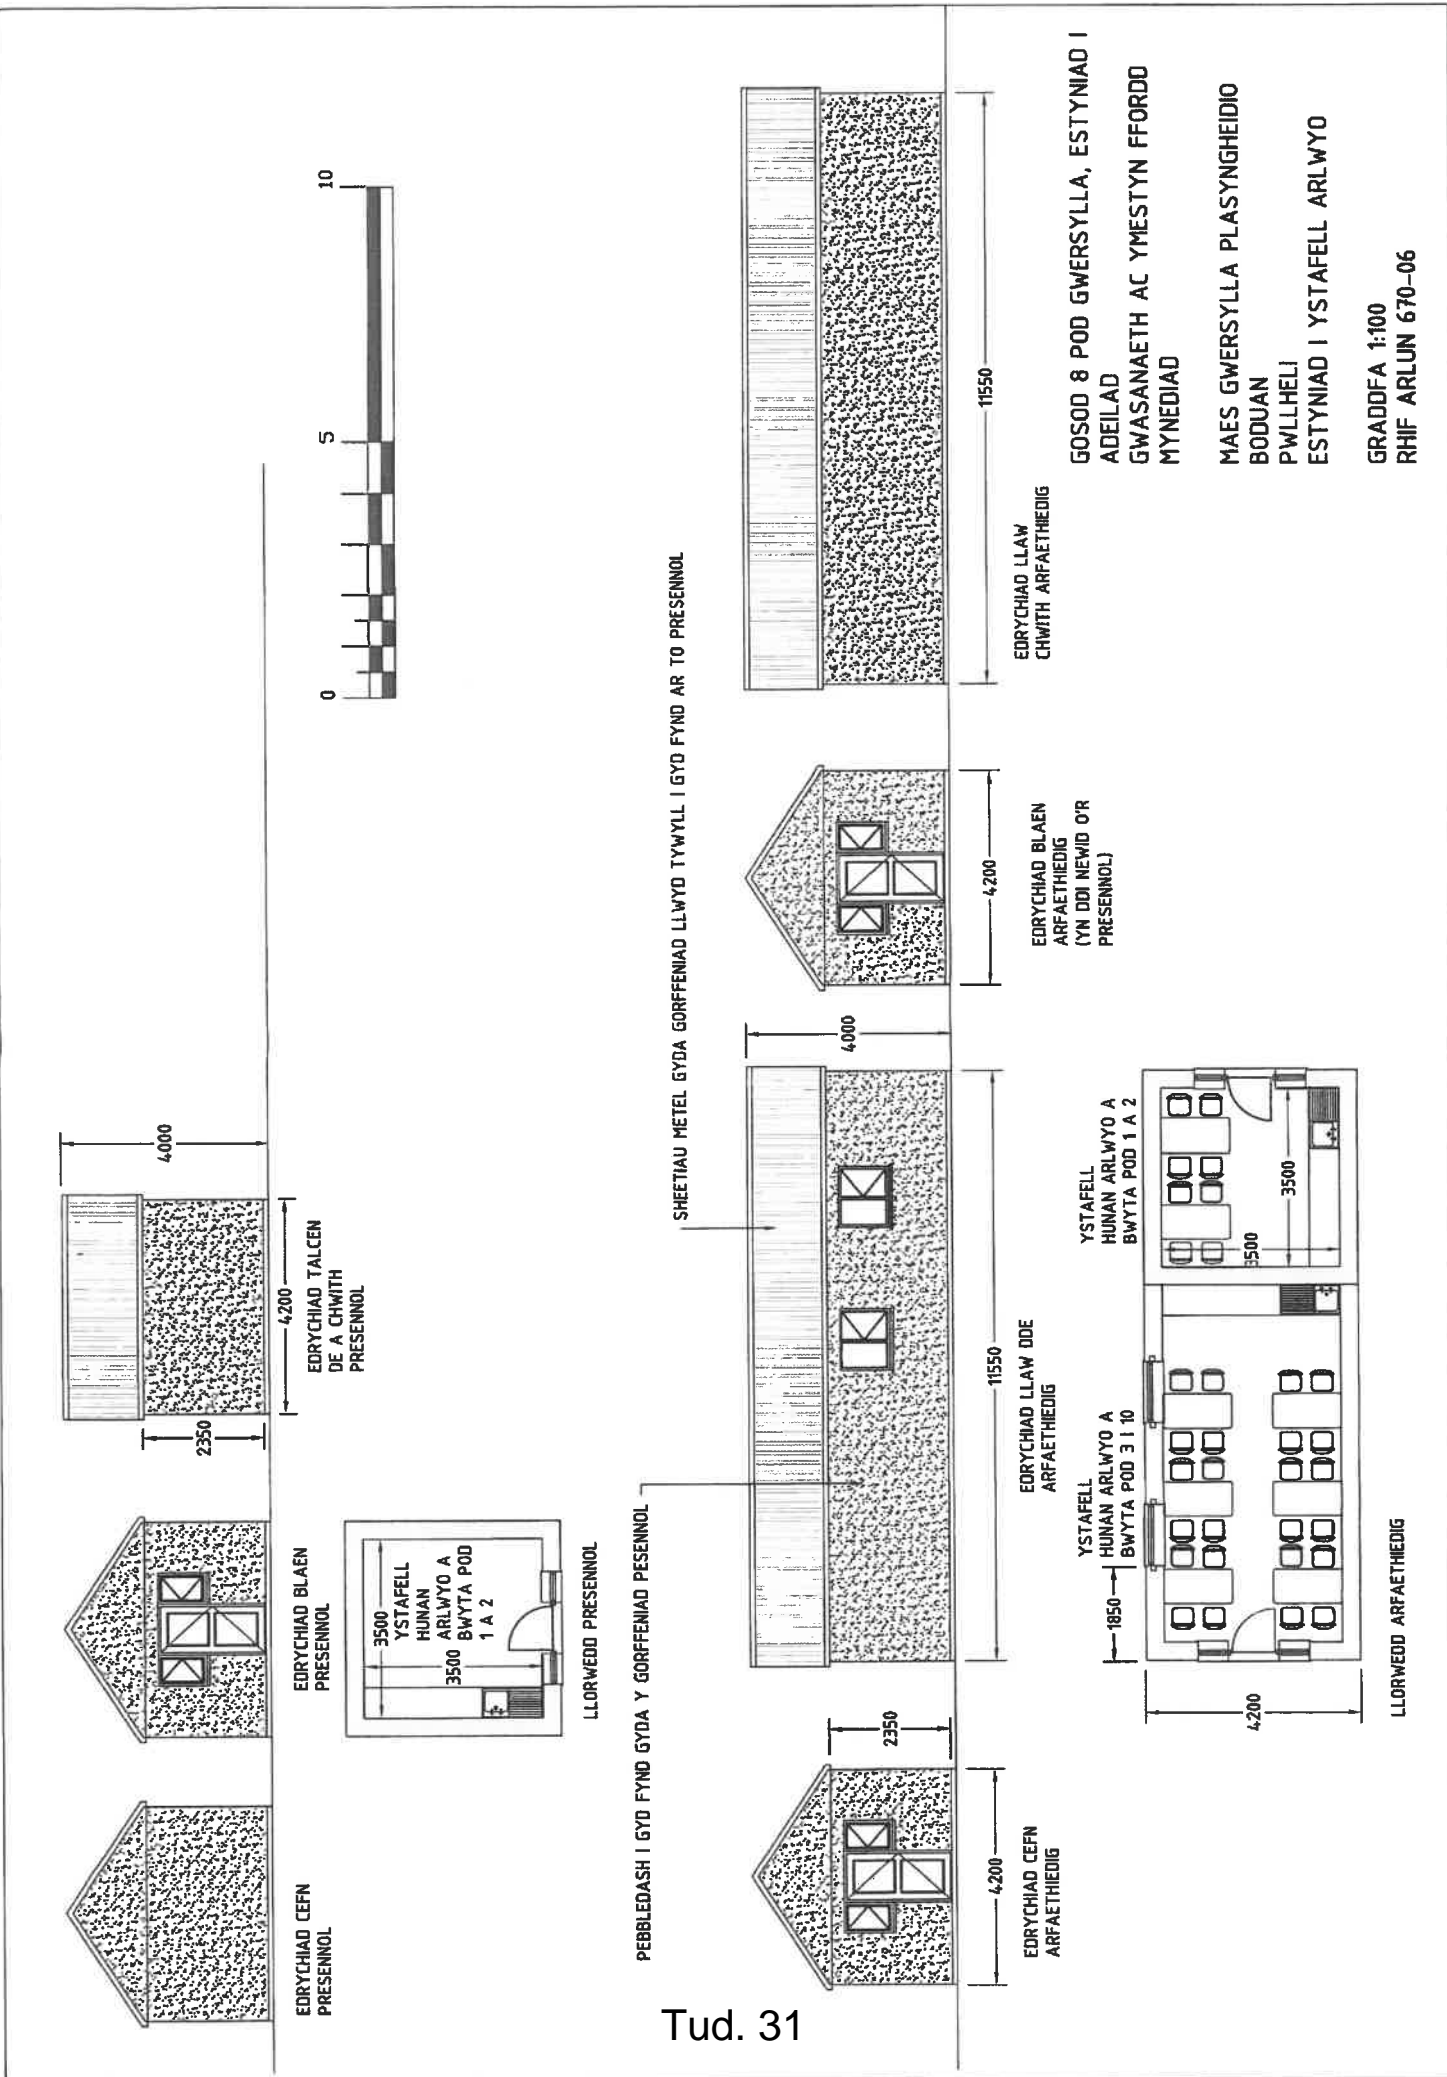 EDRYCHIAD CEFN
PRESENNOL
EDRYCHIAD BLAEN
PRESENNOL
2350
4200
4000
EDRYCHIAD TALCEN
DE A CHWITH
PRESENNOL
3500
YSTAFELL
HUNAN
ARLWYO A
BWYTA POD
1 A 2
3500
LLORWEDD PRESENNOL
0
5
10
PEBBLEDASH I GYD FYND GYDA Y GORFFENIAD PESENNOL
SHEETIAU METEL GYDA GORFFENIAD LLWYD TYWYLL I GYD FYND AR TO PRESENNOL
2350
4200
EDRYCHIAD CEFN
ARFAETHIEDIG
4000
11550
EDRYCHIAD LLAW DDE
ARFAETHIEDIG
4200
EDRYCHIAD BLAEN
ARFAETHIEDIG
(YN DDI NEWID O'R
PRESENNOL)
11550
EDRYCHIAD LLAW
CHWITH ARFAETHIEDIG
YSTAFELL
HUNAN ARLWYO A
BWYTA POD 3 I 10
1850
4200
YSTAFELL
HUNAN ARLWYO A
BWYTA POD 1 A 2
3500
3500
LLORWEDD ARFAETHIEDIG
GOSOD 8 POD GWERSYLLA, ESTYNIAD I
ADEILAD
GWASANAETH AC YMESTYN FFORDD
MYNEDIAD
MAES GWERSYLLA PLASYNGHEIDIO
BODUAN
PWLLHELI
ESTYNIAD I YSTAFELL ARLWYO
GRADDFA 1:100
RHIF ARLUN 670-06
Tud. 31